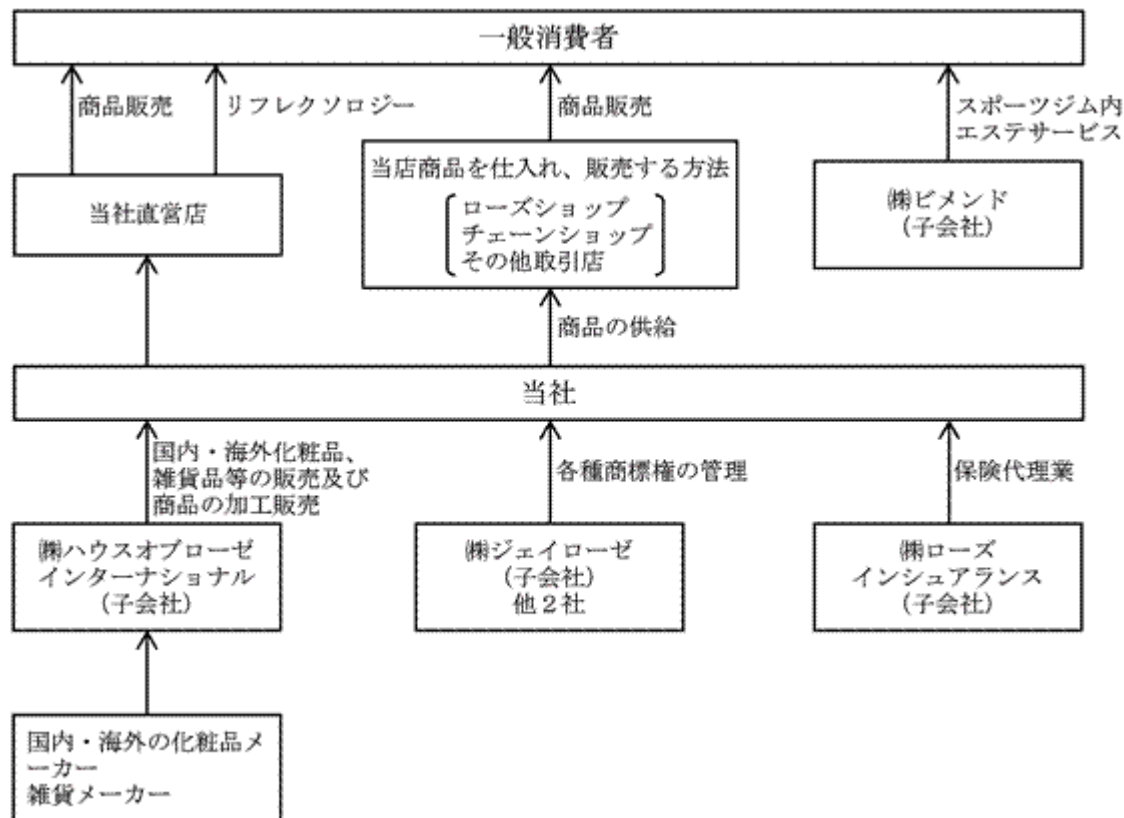 一般消費者
商品販売
リフレクソロジー
商品販売
スポーツジム内
エステサービス
当社直営店
当店商品を仕入れ、販売する方法
ローズショップ
チェーンショップ
その他取引店
㈱ビメンド
(子会社)
商品の供給
当社
国内・海外化粧品、
雑貨品等の販売及び
商品の加工販売
各種商標権の管理
保険代理業
㈱ハウスオブローゼ
インターナショナル
(子会社)
㈱ジェイローゼ
(子会社)
他２社
㈱ローズ
インシュアランス
(子会社)
国内・海外の化粧品メ
ーカー
雑貨メーカー